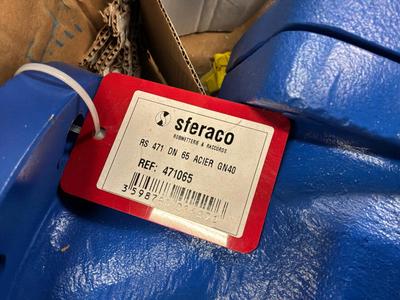 sferaco
ROBINETTERIE & RACCORDS
RS 471 DN 65 ACIER GN40
REF: 471065